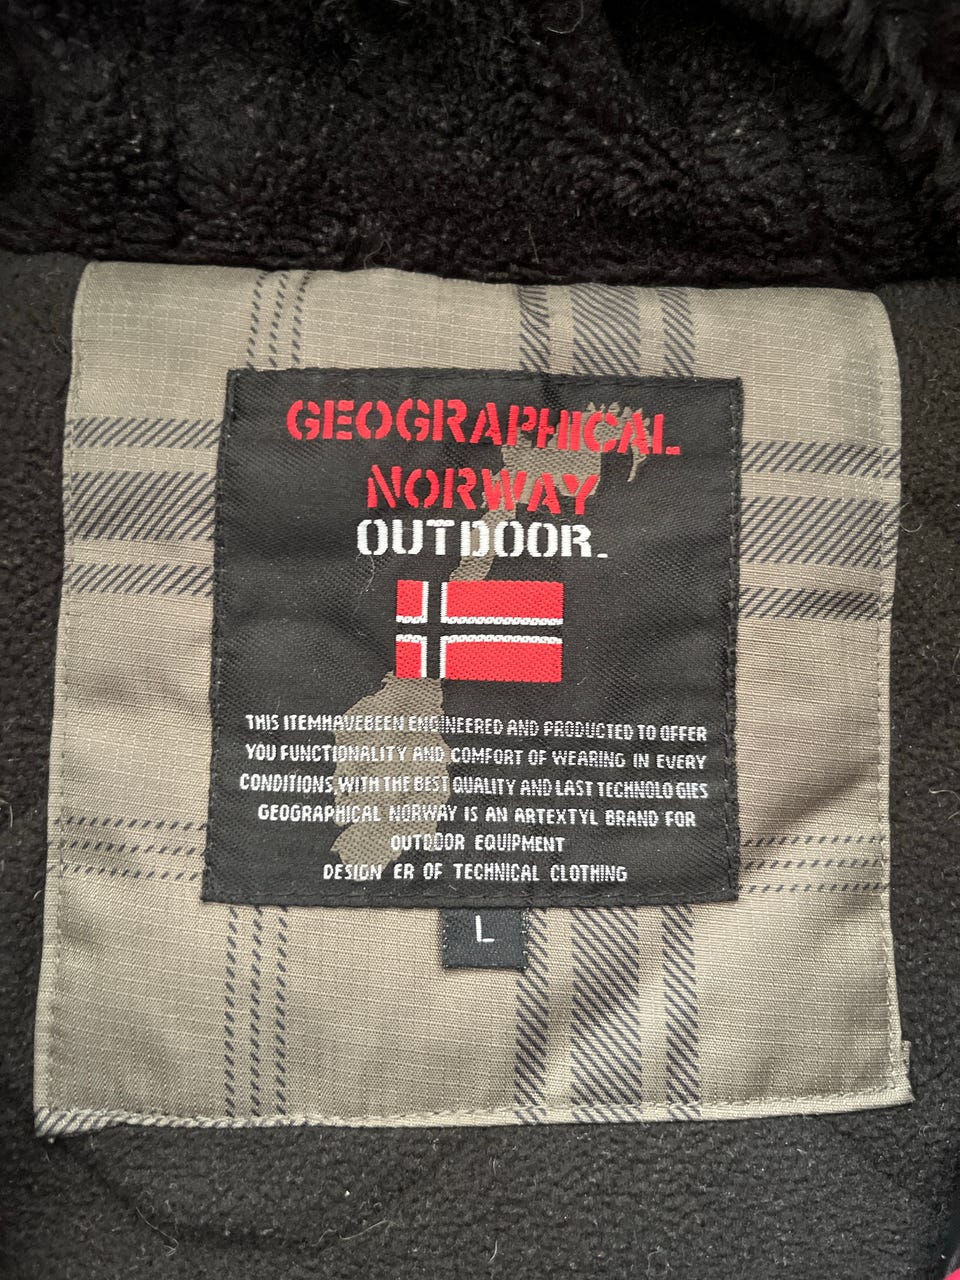 GEOGRAPHICAL
NORWAY
OUTDOOR.
THIS ITEMHAVEBEEN ENGINEERED AND PRODUCTED TO OFFER
YOU FUNCTIONALITY AND COMFORT OF WEARING IN EVERY
CONDITIONS,WITH THE BEST QUALITY AND LAST TECHNOLO GIES
GEOGRAPHICAL NORWAY IS AN ARTEXTYL BRAND FOR
OUTDOOR EQUIPMENT
DESIGN ER OF TECHNICAL CLOTHING
L